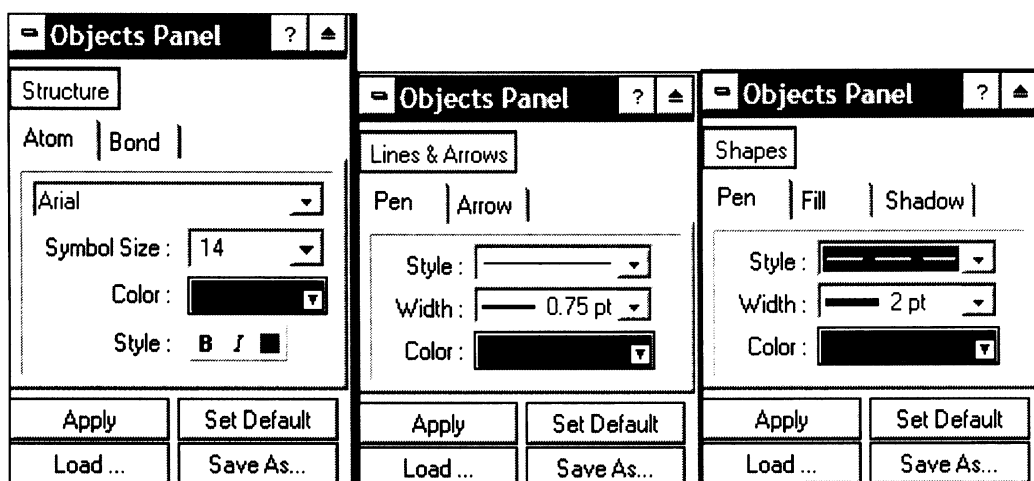 Objects Panel ?
Structure
Atom Bond
Arial
Symbol Size : 14
Color :
Style : B I
Apply Set Default
Load ... Save As...
Objects Panel ?
Lines & Arrows
Pen Arrow
Style :
Width : 0.75 pt
Color :
Apply Set Default
Load ... Save As...
Objects Panel ?
Shapes
Pen Fill Shadow
Style :
Width : 2 pt
Color :
Apply Set Default
Load ... Save As...